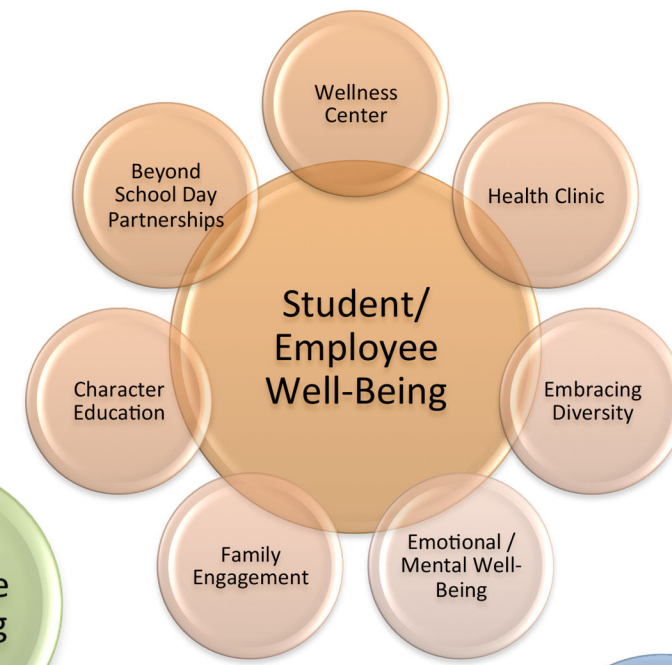 Wellness
Center
Beyond
School Day
Partnerships
Health Clinic
Student/
Employee
Well-Being
Character
Education
Embracing
Diversity
Family
Engagement
Emotional /
Mental Well-
Being